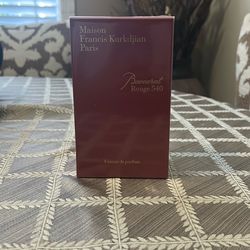 Maison
Francis Kurkdjian
Paris
Baccarat
Rouge 540
Extrait de parfum